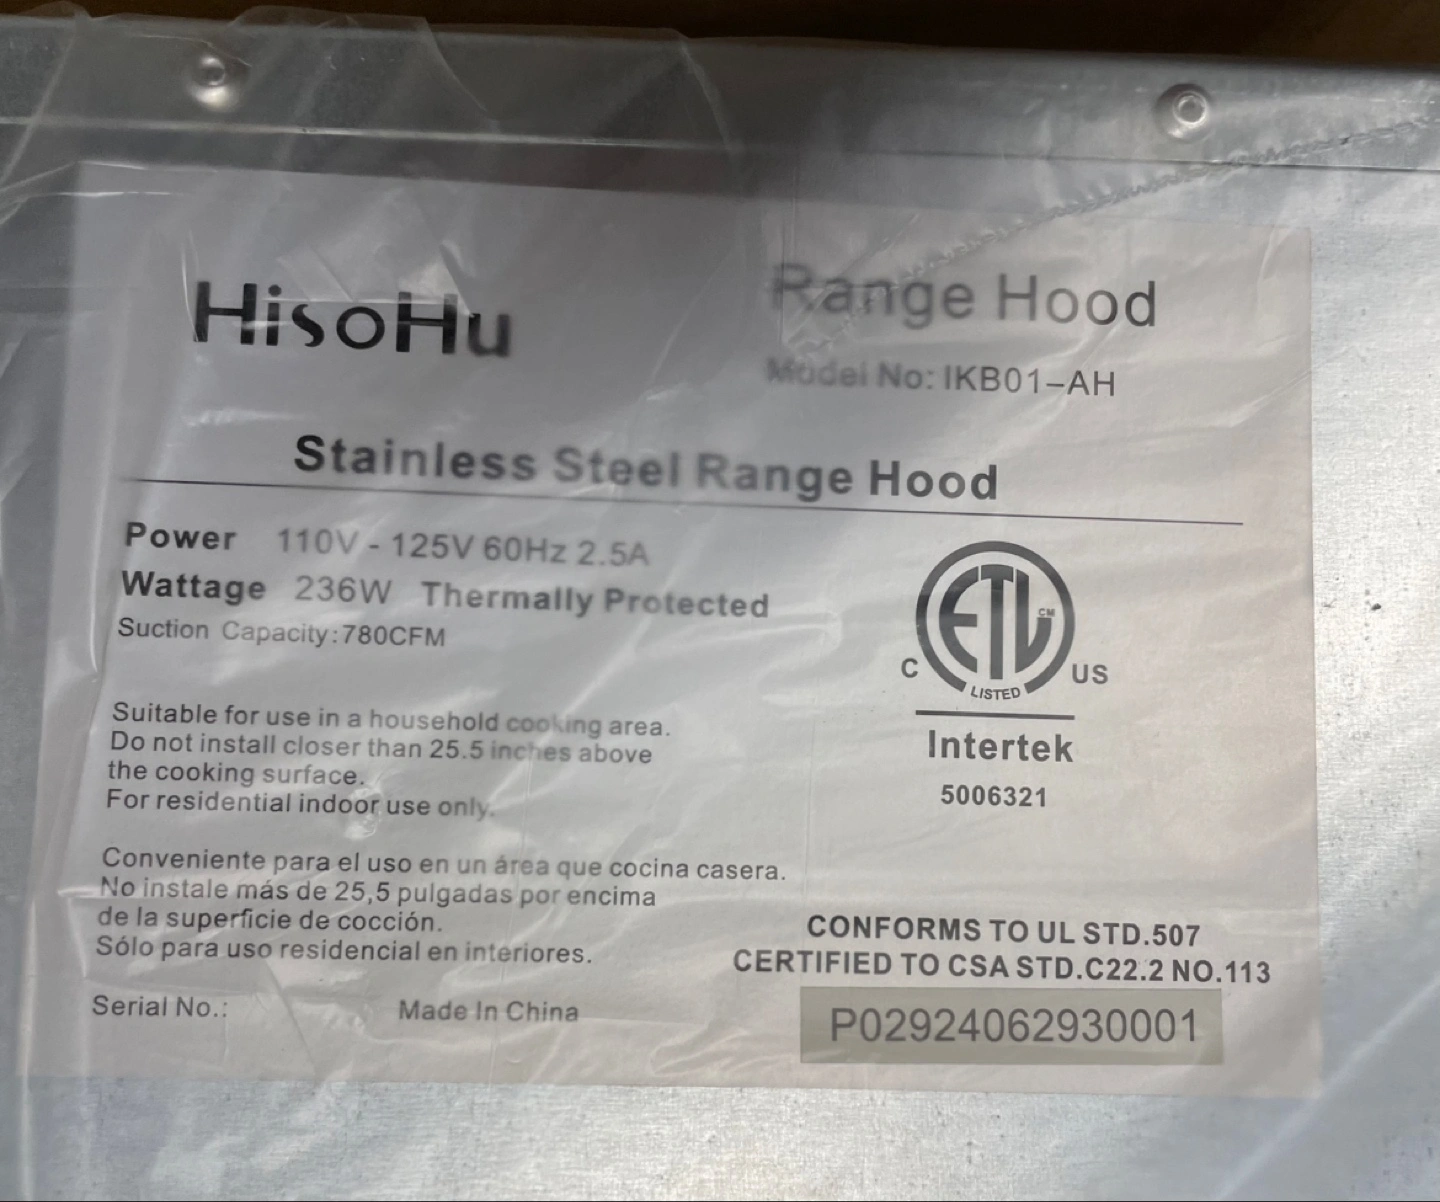 HisoHu
Range Hood
Model No: IKB01-AH
Stainless Steel Range Hood
Power 110V - 125V 60Hz 2.5A
Wattage 236W Thermally Protected
Suction Capacity:780CFM
ETL CM
C US
LISTED
Intertek
5006321
Suitable for use in a household cooking area.
Do not install closer than 25.5 inches above
the cooking surface.
For residential indoor use only.
Conveniente para el uso en un área que cocina casera.
No instale más de 25,5 pulgadas por encima
de la superficie de cocción.
Sólo para uso residencial en interiores.
CONFORMS TO UL STD.507
CERTIFIED TO CSA STD.C22.2 NO.113
Serial No.: Made In China
P02924062930001